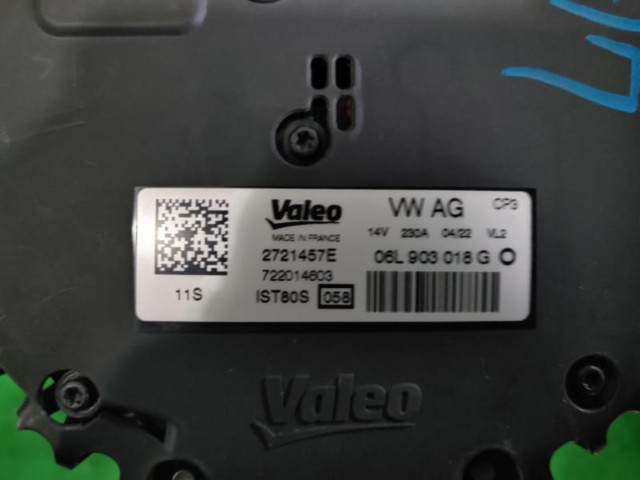 Valeo
MADE IN FRANCE
2721457E
722014603
11S
IST80S 058
VW AG CP3
14V 230A 04/22 VL2
06L 903 018 G
Valeo